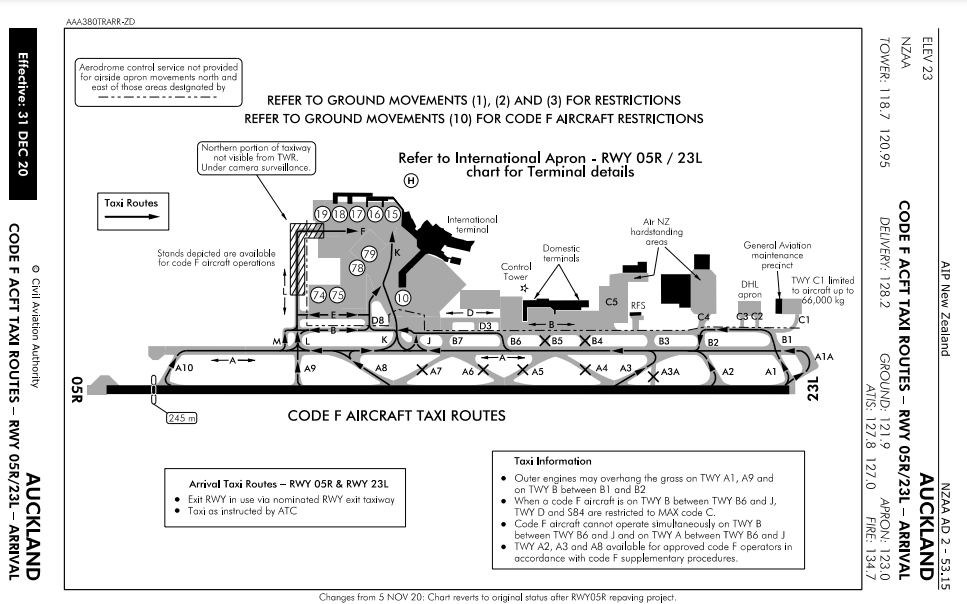 AAA380TRARR-ZD
Effective: 31 DEC 20
CODE F ACFT TAXI ROUTES – RWY 05R/23L – ARRIVAL
© Civil Aviation Authority
AUCKLAND
Aerodrome control service not provided
for airside apron movements north and
east of those areas designated by
REFER TO GROUND MOVEMENTS (1), (2) AND (3) FOR RESTRICTIONS
REFER TO GROUND MOVEMENTS (10) FOR CODE F AIRCRAFT RESTRICTIONS
Northern portion of taxiway
not visible from TWR.
Under camera surveillance.
Refer to International Apron - RWY 05R / 23L
chart for Terminal details
H
Taxi Routes
19 18 17 16 15
F
International
terminal
Air NZ
hardstanding
areas
K
Stands depicted are available
for code F aircraft operations
79
78
Domestic
terminals
General Aviation
maintenance
precinct
Control
Tower
L
74 75
10
C5
RFS
DHL
apron
TWY C1 limited
to aircraft up to
66,000 kg
E
D8
D
D3
B
C4
C3 C2
C1
B
M L K J B7 B6 B5 B4 B3 B2 B1
A
A
A1A
A10 A9 A8 A7 A6 A5 A4 A3 A3A A2 A1
05R
23L
245 m
CODE F AIRCRAFT TAXI ROUTES
Arrival Taxi Routes – RWY 05R & RWY 23L
• Exit RWY in use via nominated RWY exit taxiway
• Taxi as instructed by ATC
Taxi Information
• Outer engines may overhang the grass on TWY A1, A9 and
on TWY B between B1 and B2
• When a code F aircraft is on TWY B between TWY B6 and J,
TWY D and S84 are restricted to MAX code C.
• Code F aircraft cannot operate simultaneously on TWY B
between TWY B6 and J and on TWY A between TWY B6 and J
• TWY A2, A3 and A8 available for approved code F operators in
accordance with code F supplementary procedures.
Changes from 5 NOV 20: Chart reverts to original status after RWY05R repaving project.
AIP New Zealand
NZAA AD 2 - 53.15
ELEV 23
NZAA
CODE F ACFT TAXI ROUTES – RWY 05R/23L – ARRIVAL
AUCKLAND
TOWER: 118.7 120.95
DELIVERY: 128.2
GROUND: 121.9
ATIS: 127.8 127.0
APRON: 123.0
FIRE: 134.7